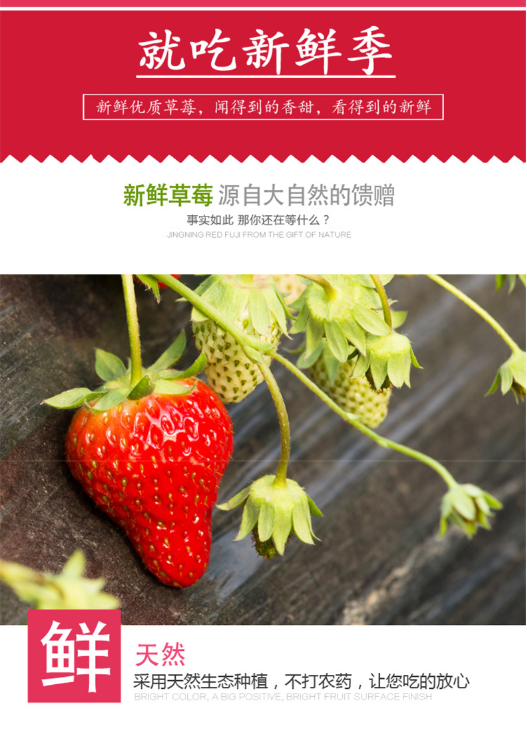 就吃新鲜季
新鲜优质草莓，闻得到的香甜，看得到的新鲜
新鲜草莓 源自大自然的馈赠
事实如此 那你还在等什么？
JINGNING RED FUJI FROM THE GIFT OF NATURE
鲜
天然
采用天然生态种植，不打农药，让您吃的放心
BRIGHT COLOR, A BIG POSITIVE, BRIGHT FRUIT SURFACE FINISH